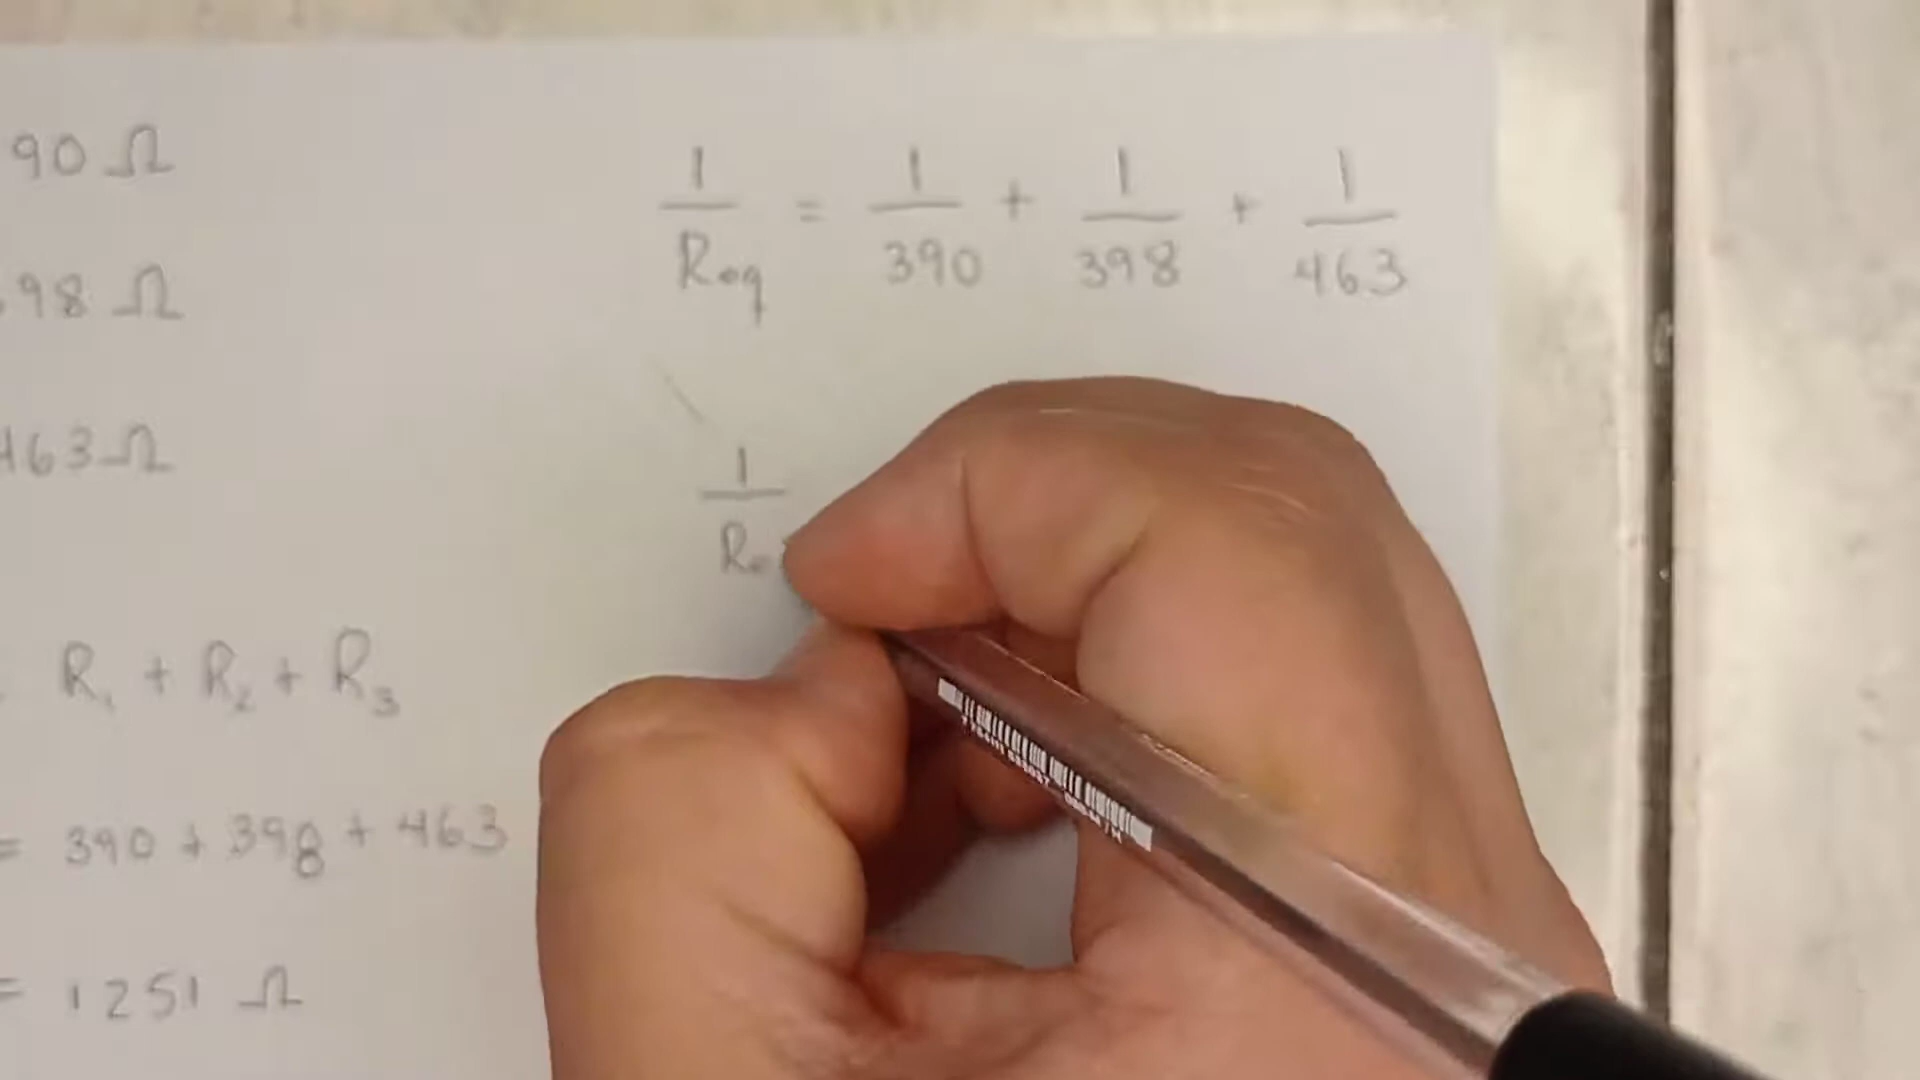 90 Ω
98 Ω
463 Ω
R₁ + R₂ + R₃
= 390 + 398 + 463
= 1251 Ω
1/Req = 1/390 + 1/398 + 1/463
1/Re